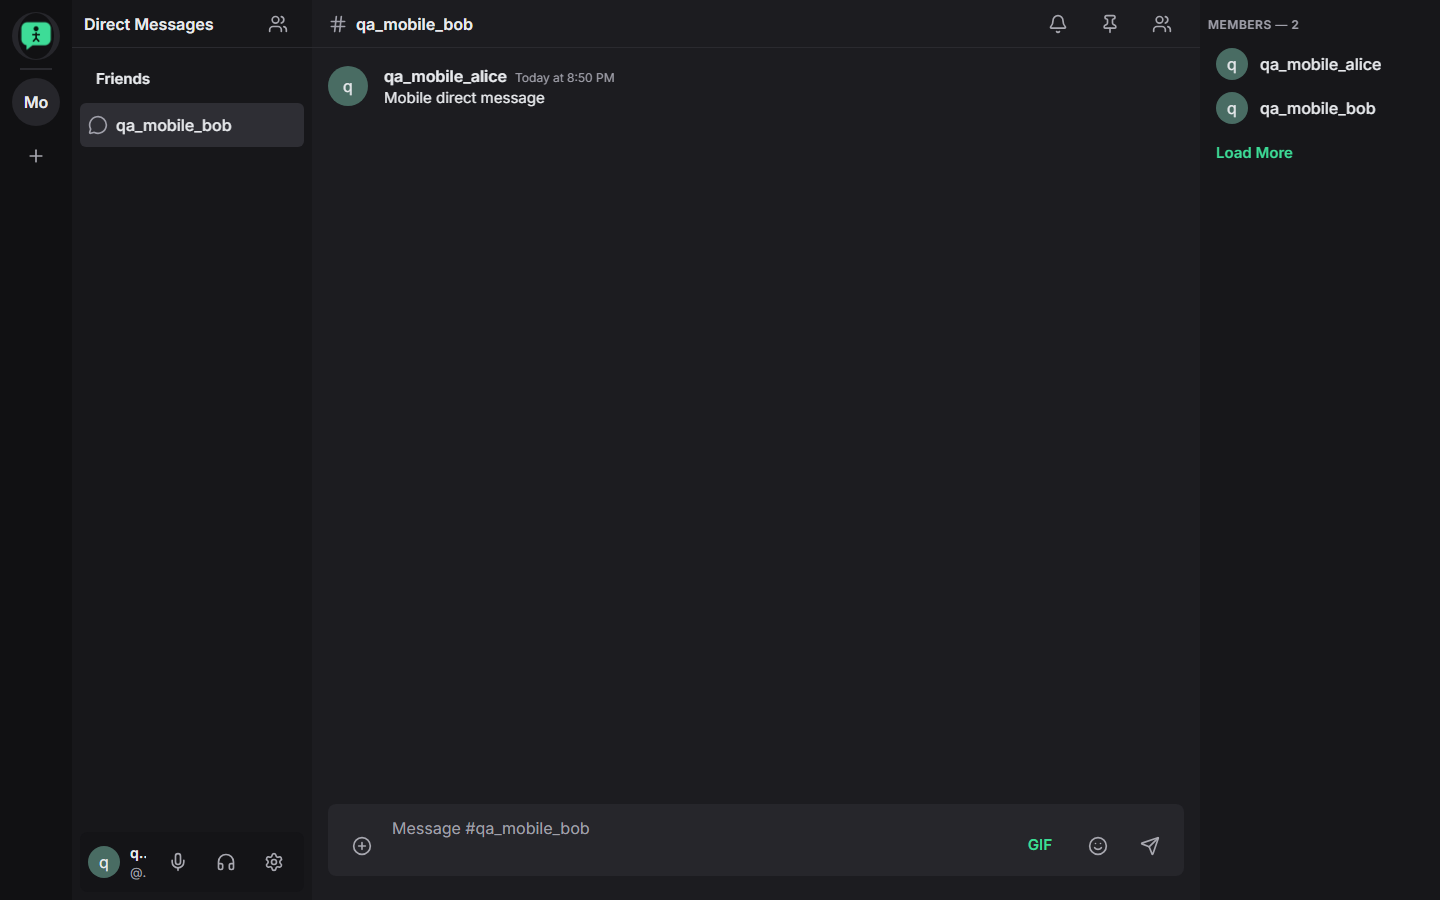 Direct Messages
Mo
Friends
qa_mobile_bob
q
q..
@.
# qa_mobile_bob
q
qa_mobile_alice Today at 8:50 PM
Mobile direct message
Message #qa_mobile_bob
GIF
MEMBERS — 2
q qa_mobile_alice
q qa_mobile_bob
Load More